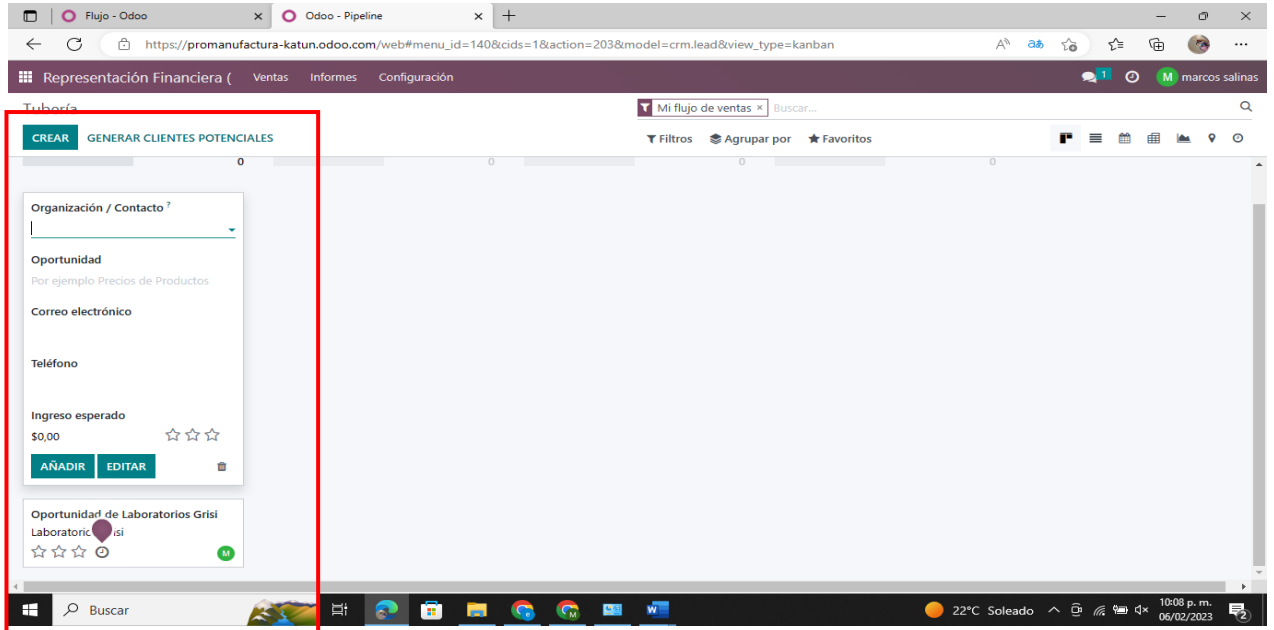 Flujo - Odoo
Odoo - Pipeline
https://promanufactura-katun.odoo.com/web#menu_id=140&cids=1&action=203&model=crm.lead&view_type=kanban
Representación Financiera ( Ventas Informes Configuración 1 M marcos salinas
Tubería Mi flujo de ventas × Buscar...
CREAR GENERAR CLIENTES POTENCIALES Filtros Agrupar por Favoritos
0 0 0 0
Organización / Contacto ?
Oportunidad
Por ejemplo Precios de Productos
Correo electrónico
Teléfono
Ingreso esperado
$0,00
AÑADIR EDITAR
Oportunidad de Laboratorios Grisi
M
Buscar 22°C Soleado 10:08 p. m.
06/02/2023 2